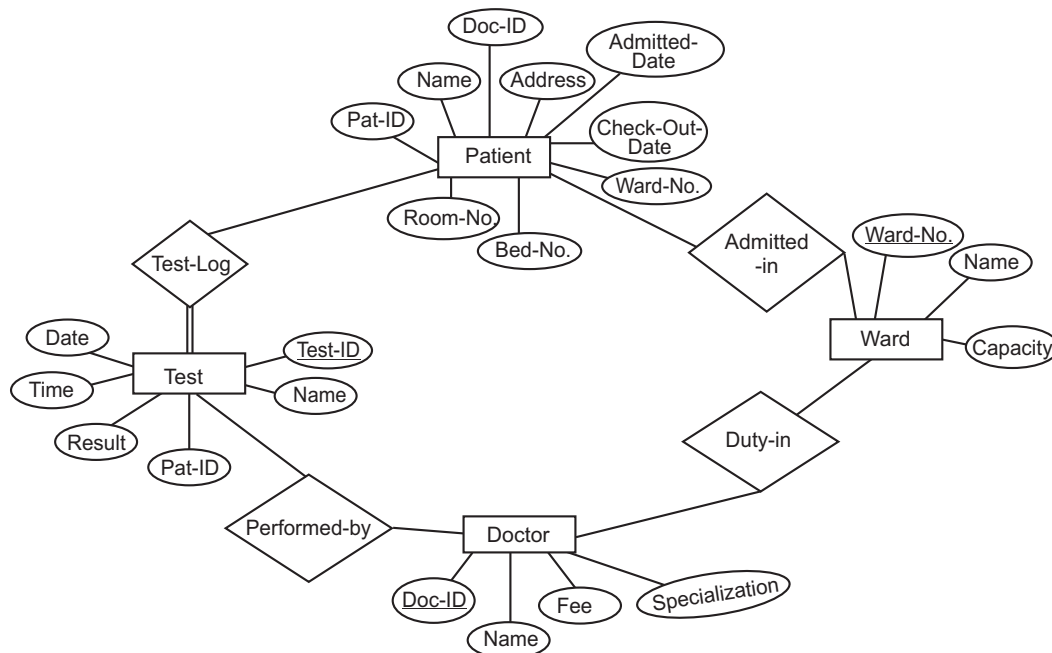 Doc-ID
Admitted-
Date
Name
Address
Pat-ID
Check-Out-
Date
Patient
Ward-No.
Room-No.
Bed-No.
Admitted
-in
Ward-No.
Name
Test-Log
Date
Test-ID
Ward
Capacity
Time
Test
Name
Result
Pat-ID
Duty-in
Performed-by
Doctor
Doc-ID
Fee
Specialization
Name